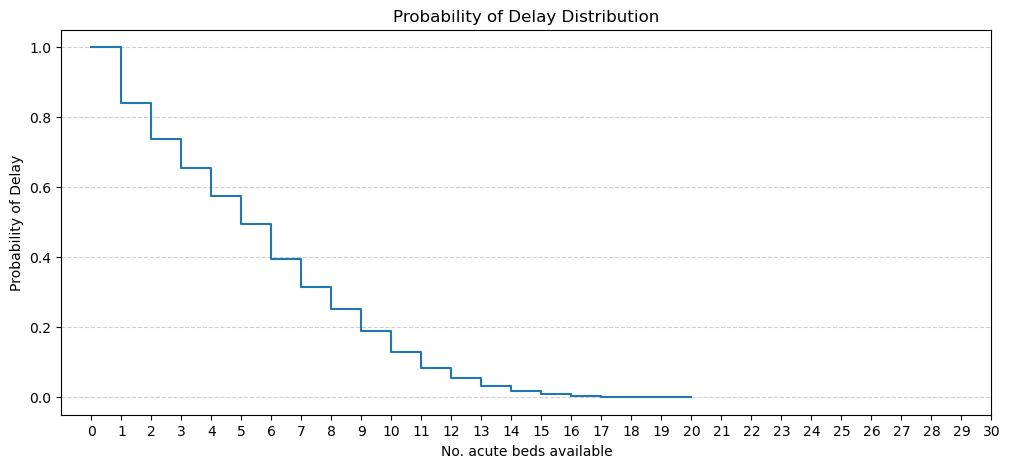 Probability of Delay Distribution
Probability of Delay
1.0
0.8
0.6
0.4
0.2
0.0
0 1 2 3 4 5 6 7 8 9 10 11 12 13 14 15 16 17 18 19 20 21 22 23 24 25 26 27 28 29 30
No. acute beds available